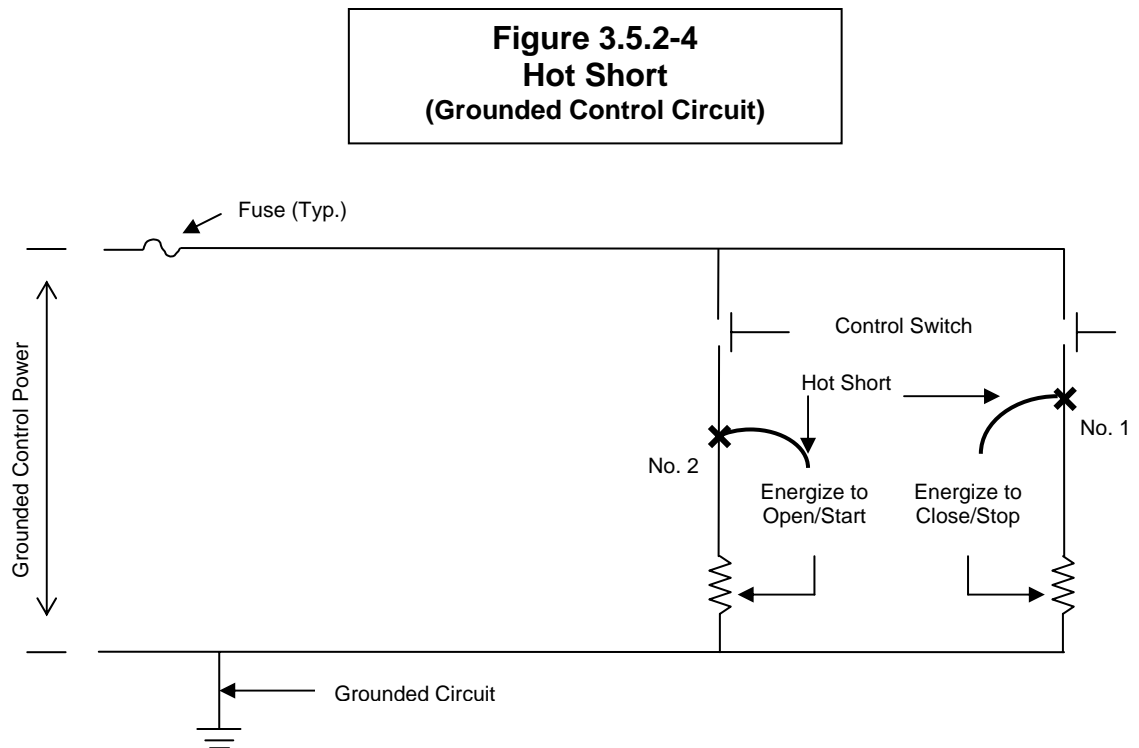 Figure 3.5.2-4
Hot Short
(Grounded Control Circuit)
Fuse (Typ.)
Grounded Control Power
Control Switch
Hot Short
No. 1
No. 2
Energize to
Open/Start
Energize to
Close/Stop
Grounded Circuit